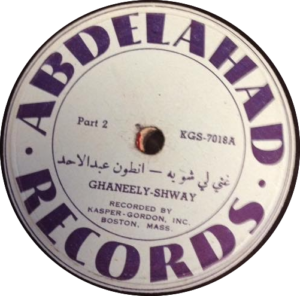 · ABDELAHAD ·
RECORDS
Part 2
KGS-7018A
غني لي شويه — انطون عبدالاحد
GHANEELY-SHWAY
RECORDED BY
KASPER-GORDON, INC.
BOSTON, MASS.